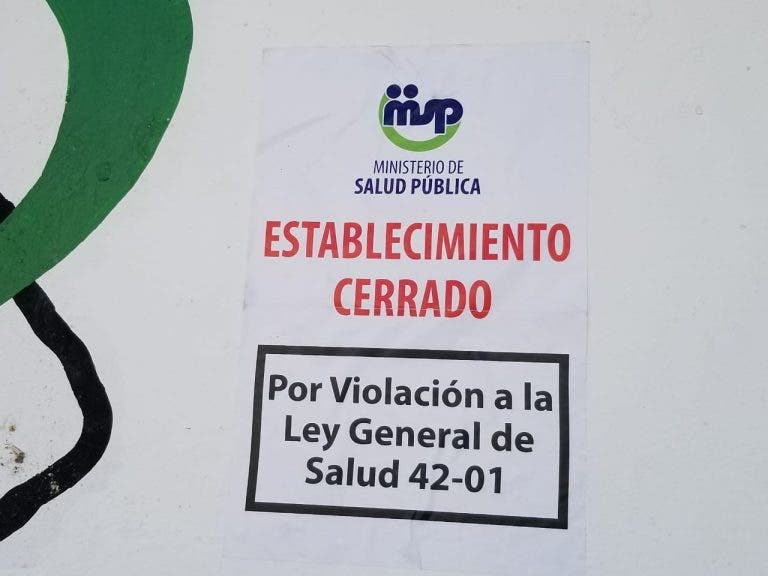 msp
MINISTERIO DE
SALUD PÚBLICA
ESTABLECIMIENTO
CERRADO
Por Violación a la
Ley General de
Salud 42-01